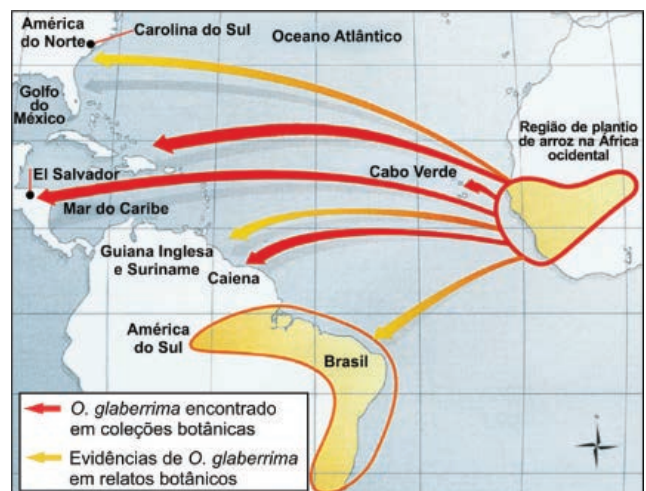 América
do Norte
Carolina do Sul
Oceano Atlântico
Golfo
do
México
Região de plantio
de arroz na África
ocidental
El Salvador
Cabo Verde
Mar do Caribe
Guiana Inglesa
e Suriname
Caiena
América
do Sul
Brasil
O. glaberrima encontrado
em coleções botânicas
Evidências de O. glaberrima
em relatos botânicos